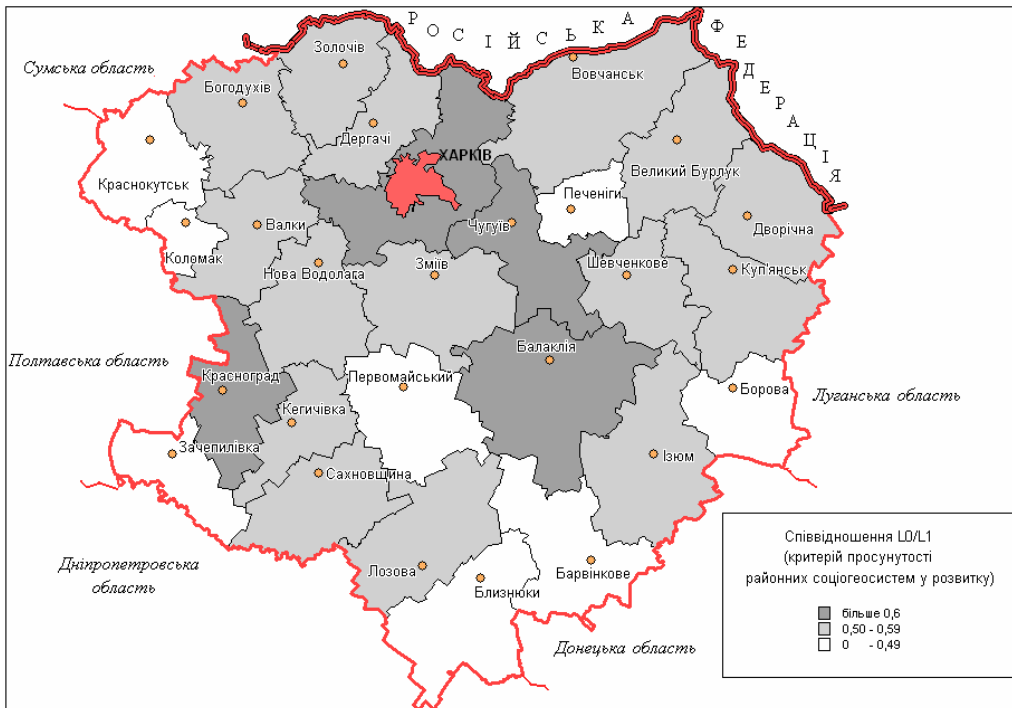 РОСІЙСЬКА ФЕДЕРАЦІЯ
Сумська область
Золочів
Вовчанськ
Богодухів
Дергачі
ХАРКІВ
Великий Бурлук
Краснокутськ
Печеніги
Дворічна
Валки
Чугуїв
Коломак
Нова Водолага
Зміїв
Шевченкове
Куп'янськ
Полтавська область
Балаклія
Красноград
Первомайський
Борова
Луганська область
Кегичівка
Зачепилівка
Сахновщина
Ізюм
Дніпропетровська
область
Лозова
Близнюки
Барвінкове
Донецька область
Співвідношення L0/L1
(критерій просунутості
районних соціогеосистем у розвитку)
більше 0,6
0,50 - 0,59
0 - 0,49